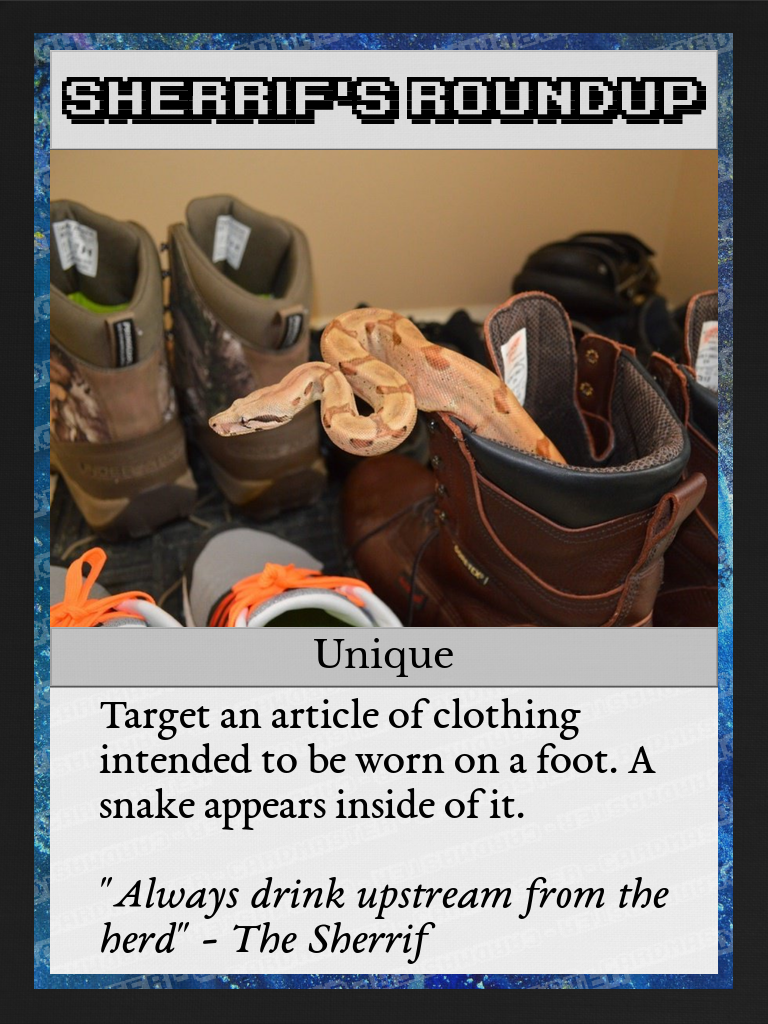 SHERRIF'S ROUNDUP
Unique
Target an article of clothing
intended to be worn on a foot. A
snake appears inside of it.
"Always drink upstream from the
herd" - The Sherrif